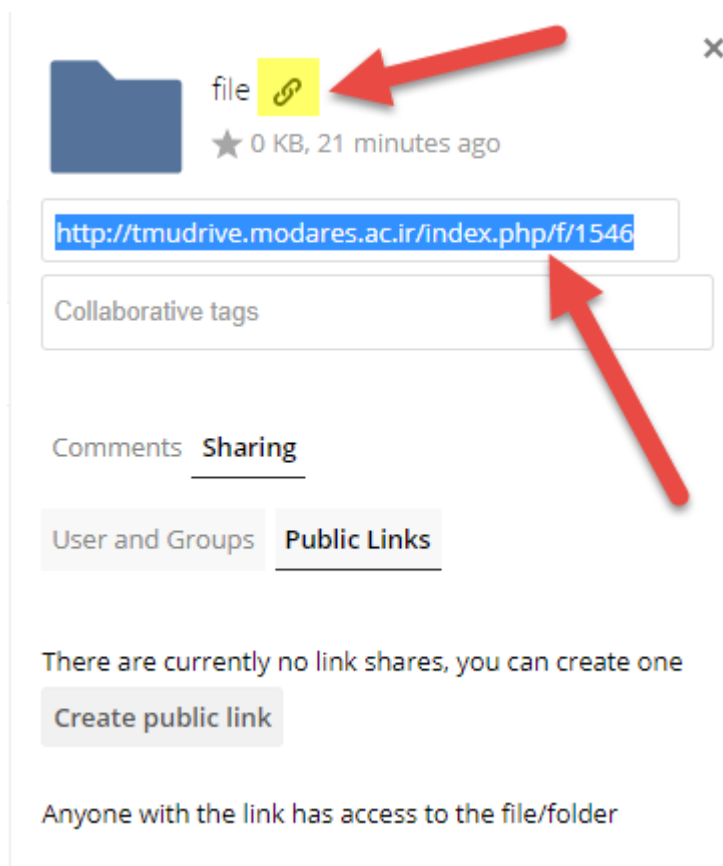 file
0 KB, 21 minutes ago
http://tmudrive.modares.ac.ir/index.php/f/1546
Collaborative tags
Comments Sharing
User and Groups Public Links
There are currently no link shares, you can create one
Create public link
Anyone with the link has access to the file/folder